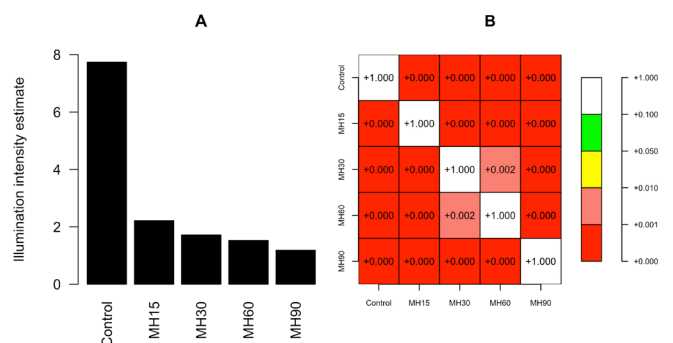 A
Illumination intensity estimate
8
6
4
2
0
Control
MH15
MH30
MH60
MH90
B
Control
MH15
MH30
MH60
MH90
+1.000 +0.000 +0.000 +0.000 +0.000
+0.000 +1.000 +0.000 +0.000 +0.000
+0.000 +0.000 +1.000 +0.002 +0.000
+0.000 +0.000 +0.002 +1.000 +0.000
+0.000 +0.000 +0.000 +0.000 +1.000
Control MH15 MH30 MH60 MH90
+1.000
+0.100
+0.050
+0.010
+0.001
+0.000